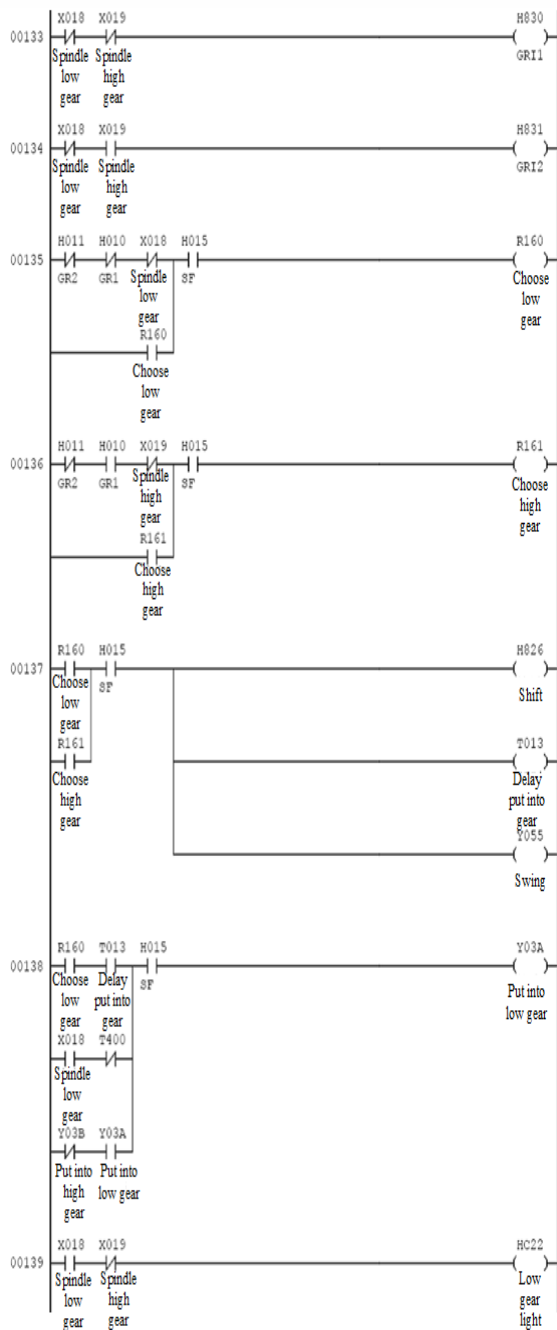 X018 X019 H830
00133
Spindle Spindle GRI1
low high
gear gear
X018 X019 H831
00134
Spindle Spindle GRI2
low high
gear gear
H011 H010 X018 H015 R160
00135
GR2 GR1 Spindle SF Choose
low low
gear gear
R160
Choose
low
gear
H011 H010 X019 H015 R161
00136
GR2 GR1 Spindle SF Choose
high high
gear gear
R161
Choose
high
gear
R160 H015 H826
00137
Choose SF Shift
low
gear
R161 T013
Choose Delay
high put into
gear gear
Y055
Swing
R160 T013 H015 Y03A
00138
Choose Delay SF Put into
low put into low gear
gear gear
X018 T400
Spindle
low
gear
Y03B Y03A
Put into Put into
high low gear
gear
X018 X019 HC22
00139
Spindle Spindle Low
low high gear
gear gear light